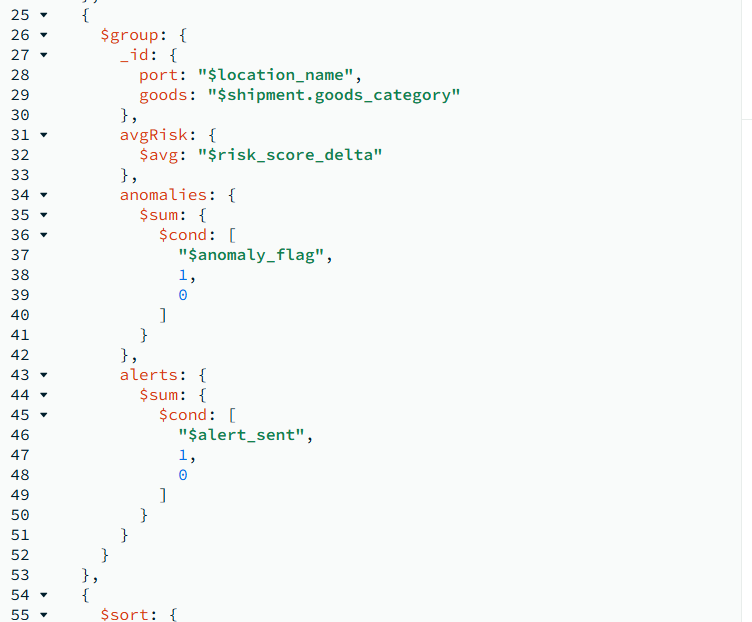 25 {
26 $group: {
27 _id: {
28 port: "$location_name",
29 goods: "$shipment.goods_category"
30 },
31 avgRisk: {
32 $avg: "$risk_score_delta"
33 },
34 anomalies: {
35 $sum: {
36 $cond: [
37 "$anomaly_flag",
38 1,
39 0
40 ]
41 }
42 },
43 alerts: {
44 $sum: {
45 $cond: [
46 "$alert_sent",
47 1,
48 0
49 ]
50 }
51 }
52 }
53 },
54 {
55 $sort: {